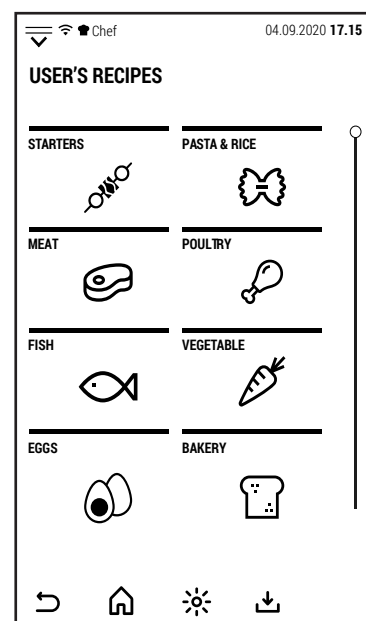 Chef 04.09.2020 17.15
USER'S RECIPES
STARTERS PASTA & RICE
MEAT POULTRY
FISH VEGETABLE
EGGS BAKERY